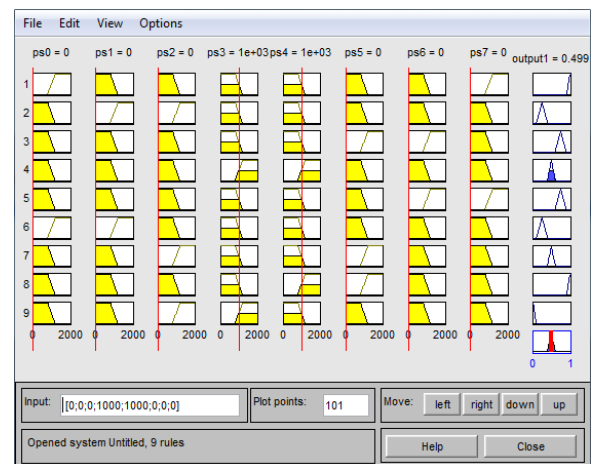 File Edit View Options
ps0 = 0 ps1 = 0 ps2 = 0 ps3 = 1e+03 ps4 = 1e+03 ps5 = 0 ps6 = 0 ps7 = 0 output1 = 0.499
1
2
3
4
5
6
7
8
9
0 2000 0 2000 0 2000 0 2000 0 2000 0 2000 0 2000 0 2000
0 1
Input: [0;0;0;1000;1000;0;0;0] Plot points: 101 Move: left right down up
Opened system Untitled, 9 rules Help Close